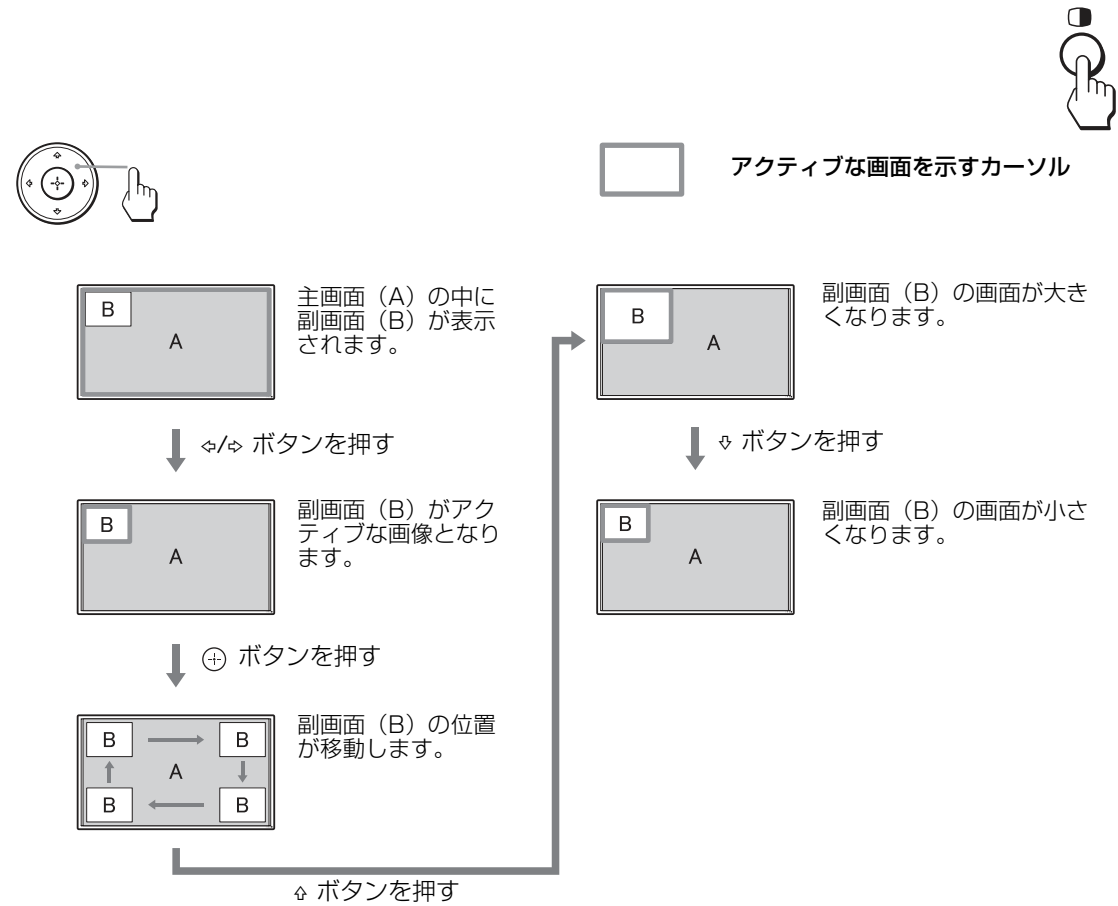 アクティブな画面を示すカーソル
B
A
主画面（A）の中に
副画面（B）が表示
されます。
⇦/⇨ ボタンを押す
B
A
副画面（B）がアク
ティブな画像となり
ます。
ボタンを押す
B
B
A
B
B
副画面（B）の位置
が移動します。
⇧ ボタンを押す
B
A
副画面（B）の画面が大き
くなります。
⇩ ボタンを押す
B
A
副画面（B）の画面が小さ
くなります。